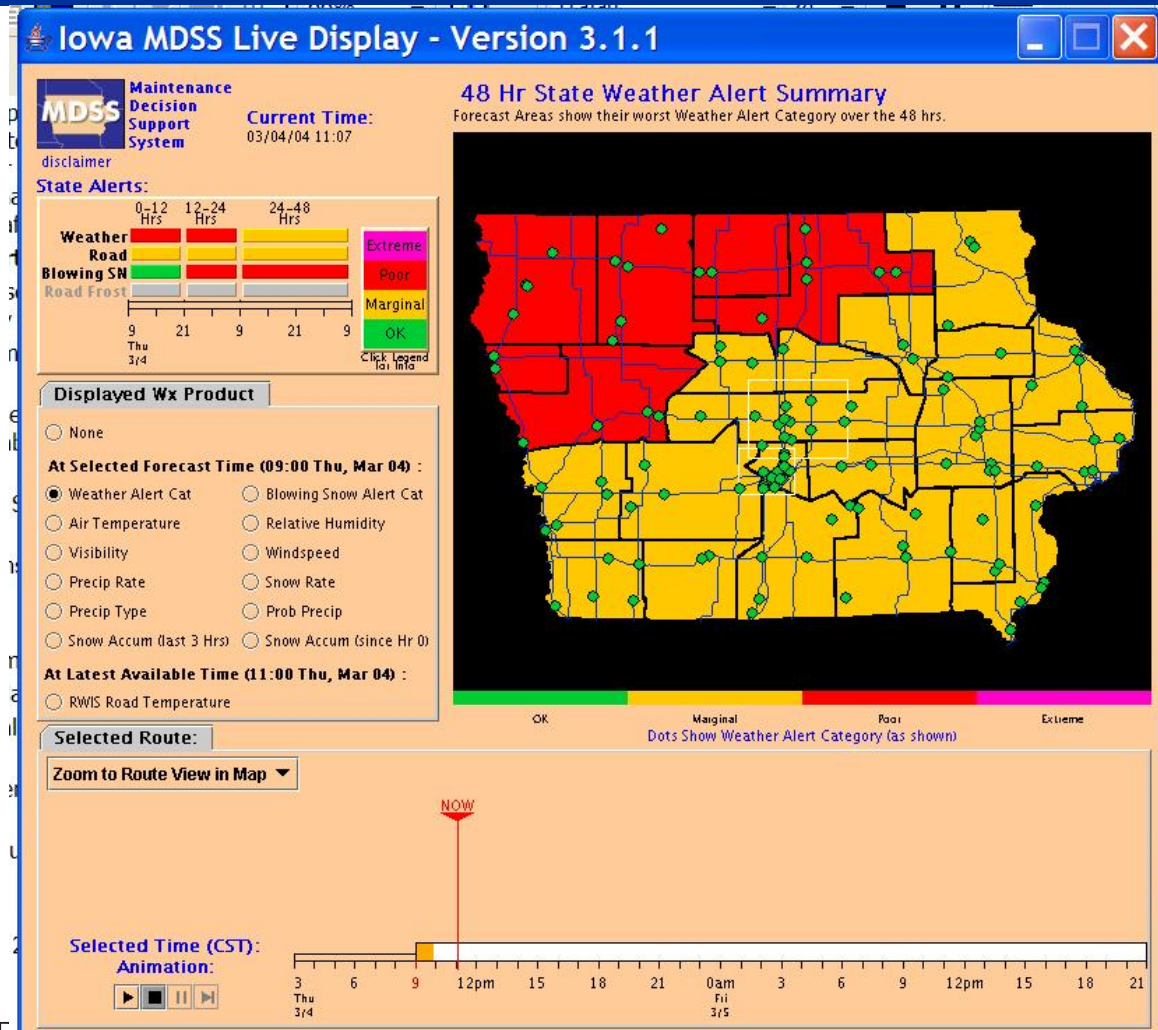 Iowa MDSS Live Display - Version 3.1.1
MDSS
Maintenance
Decision
Support
System
disclaimer
Current Time:
03/04/04 11:07
State Alerts:
0-12 Hrs 12-24 Hrs 24-48 Hrs
Weather
Road
Blowing SN
Road Frost
9 21 9 21 9
Thu
3/4
Extreme
Poor
Marginal
OK
Click Legend
for Info
48 Hr State Weather Alert Summary
Forecast Areas show their worst Weather Alert Category over the 48 hrs.
Displayed Wx Product
None
At Selected Forecast Time (09:00 Thu, Mar 04) :
Weather Alert Cat Blowing Snow Alert Cat
Air Temperature Relative Humidity
Visibility Windspeed
Precip Rate Snow Rate
Precip Type Prob Precip
Snow Accum (last 3 Hrs) Snow Accum (since Hr 0)
At Latest Available Time (11:00 Thu, Mar 04) :
RWIS Road Temperature
OK Marginal Poor Extreme
Dots Show Weather Alert Category (as shown)
Selected Route:
Zoom to Route View in Map
NOW
Selected Time (CST):
Animation:
3 6 9 12pm 15 18 21 0am 3 6 9 12pm 15 18 21
Thu Fri
3/4 3/5